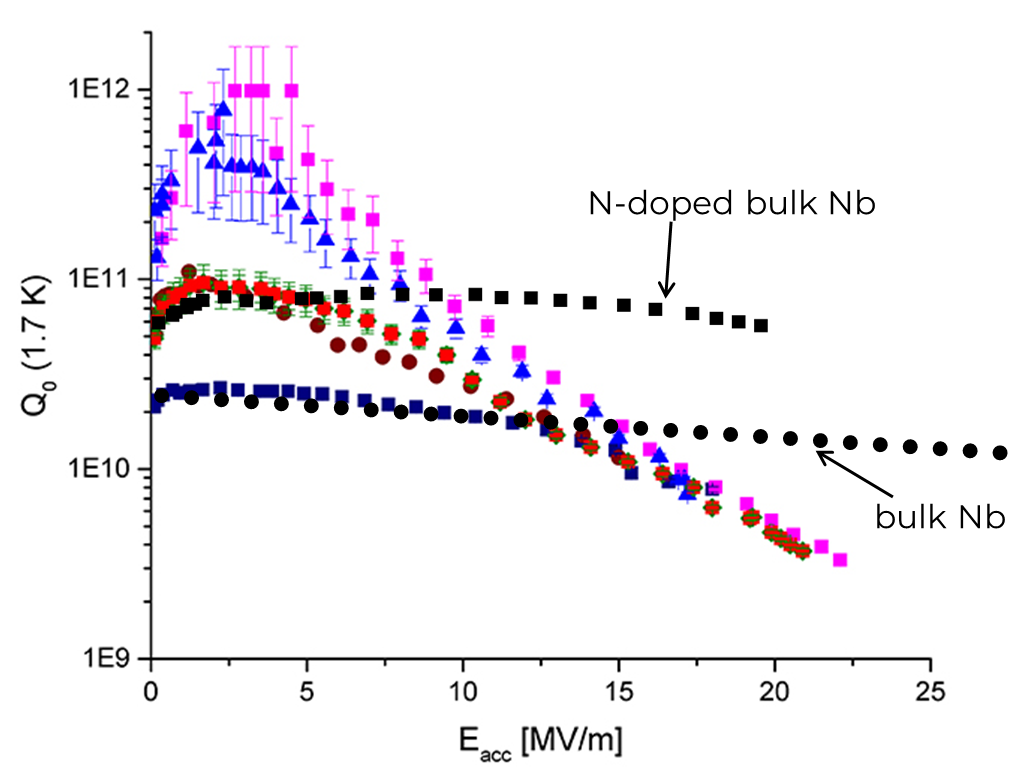 1E12
N-doped bulk Nb
1E11
Q0 (1.7 K)
1E10
bulk Nb
1E9
0 5 10 15 20 25
Eacc [MV/m]